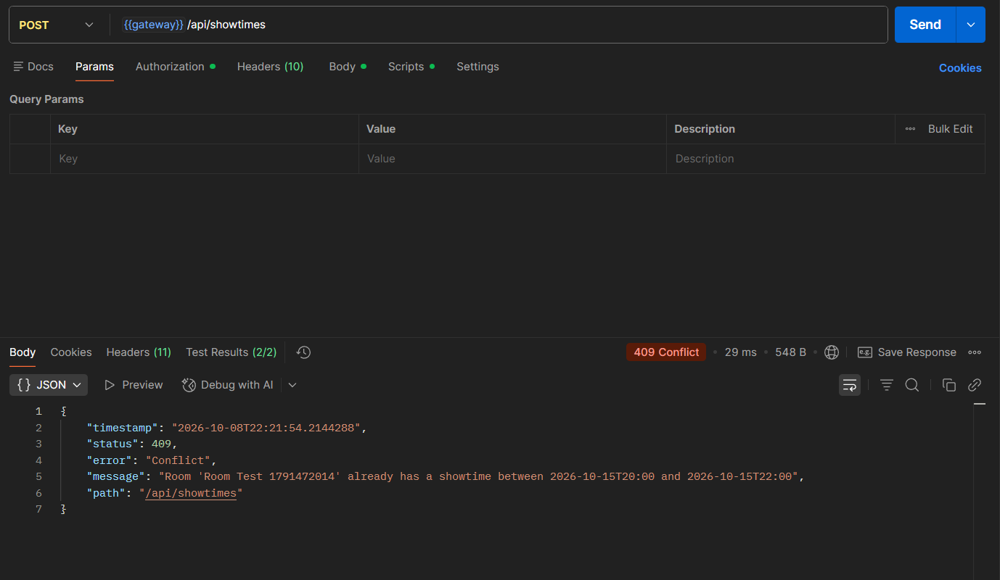 POST {{gateway}} /api/showtimes Send
Docs Params Authorization Headers (10) Body Scripts Settings Cookies
Query Params
Key Value Description Bulk Edit
Key Value Description
Body Cookies Headers (11) Test Results (2/2) 409 Conflict 29 ms 548 B e.g. Save Response
{} JSON Preview Debug with AI
1 {
2 "timestamp": "2026-10-08T22:21:54.2144288",
3 "status": 409,
4 "error": "Conflict",
5 "message": "Room 'Room Test 1791472014' already has a showtime between 2026-10-15T20:00 and 2026-10-15T22:00",
6 "path": "/api/showtimes"
7 }